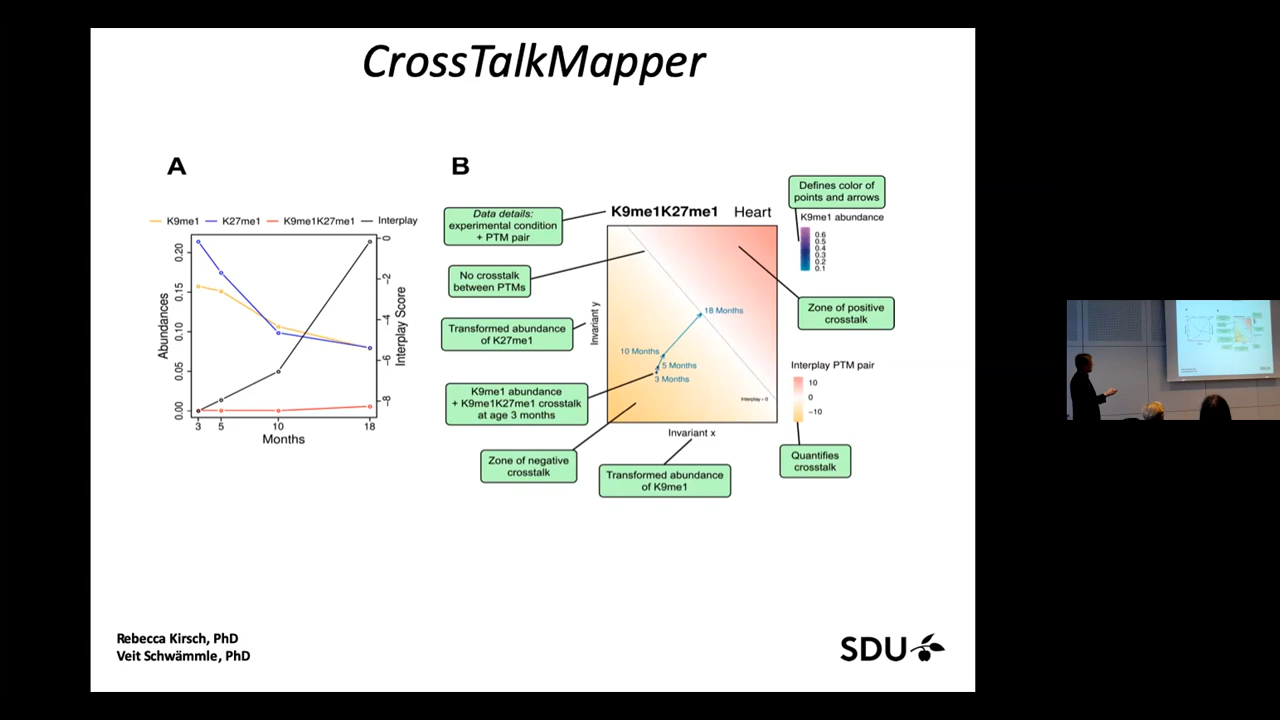 CrossTalkMapper
A
K9me1 K27me1 K9me1K27me1 Interplay
Abundances
0.20
0.15
0.10
0.05
0.00
3 5 10 18
Months
0
-2
-4
-6
-8
Interplay Score
B
Data details:
experimental condition
+ PTM pair
No crosstalk
between PTMs
Transformed abundance
of K27me1
K9me1 abundance
+ K9me1K27me1 crosstalk
at age 3 months
Zone of negative
crosstalk
K9me1K27me1 Heart
Invariant y
18 Months
10 Months
5 Months
3 Months
Interplay = 0
Invariant x
Transformed abundance
of K9me1
Defines color of
points and arrows
K9me1 abundance
0.6
0.5
0.4
0.3
0.2
0.1
Zone of positive
crosstalk
Interplay PTM pair
10
0
-10
Quantifies
crosstalk
Rebecca Kirsch, PhD
Veit Schwämmle, PhD
SDU